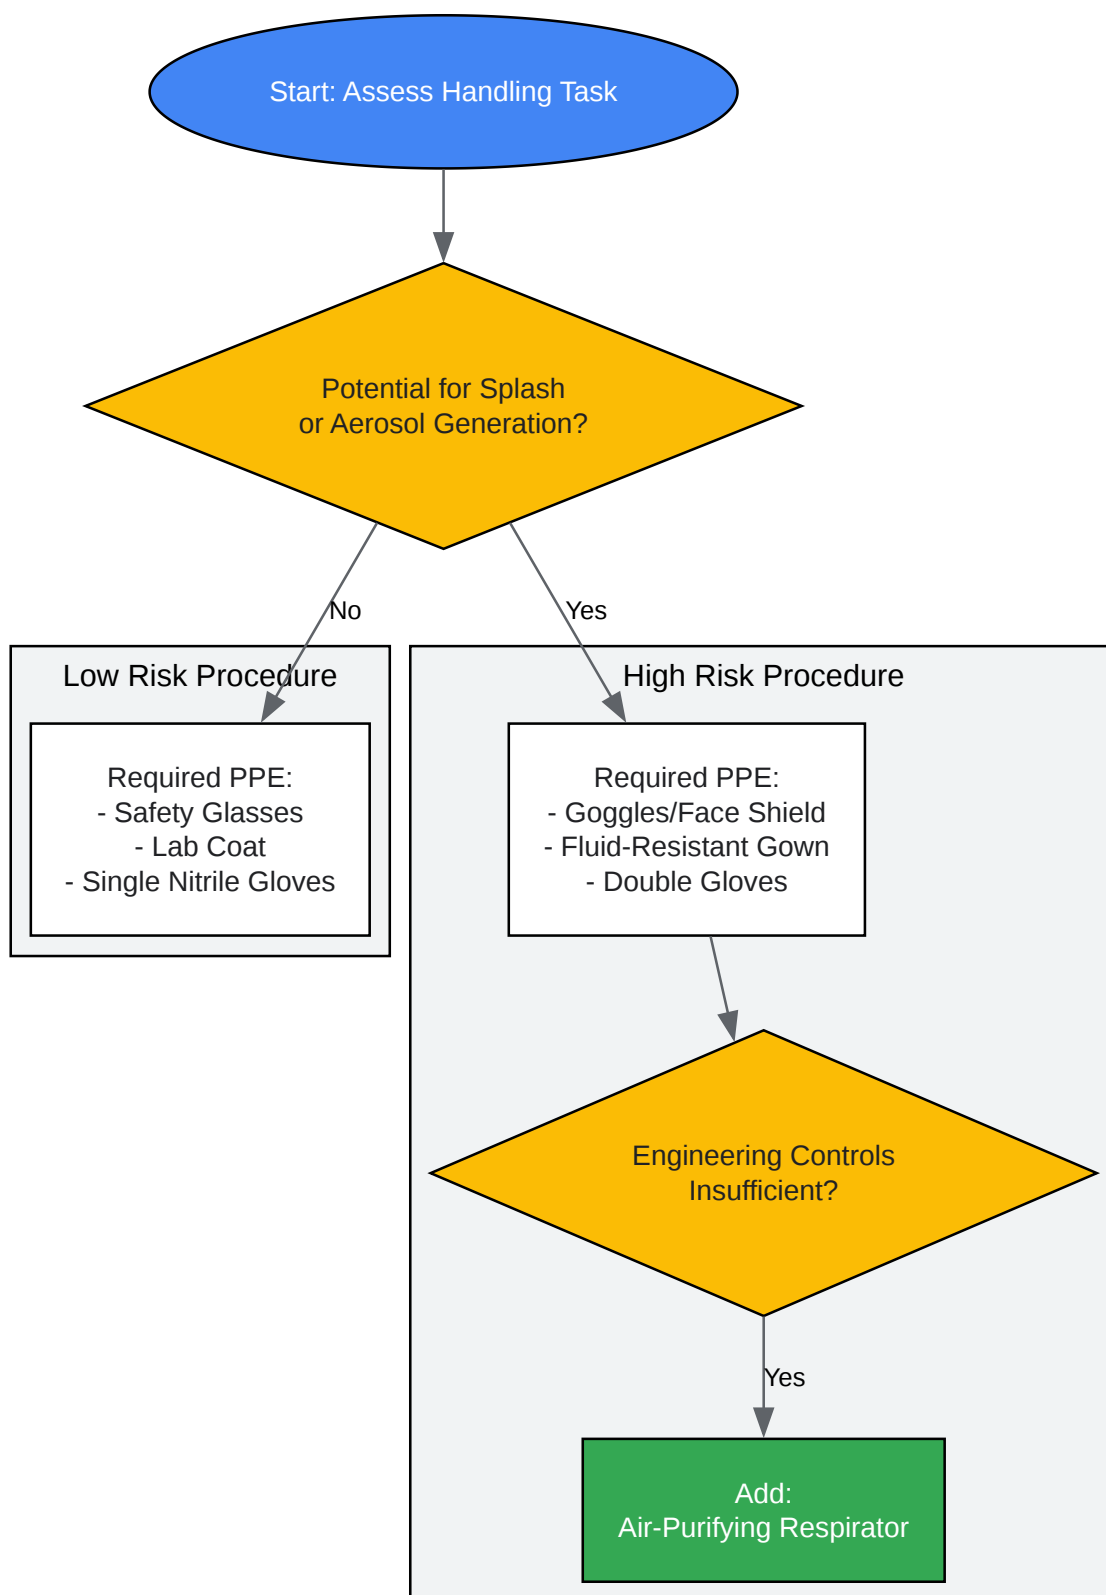 Start: Assess Handling Task
Potential for Splash
or Aerosol Generation?
No
Yes
Low Risk Procedure
Required PPE:
- Safety Glasses
- Lab Coat
- Single Nitrile Gloves
High Risk Procedure
Required PPE:
- Goggles/Face Shield
- Fluid-Resistant Gown
- Double Gloves
Engineering Controls
Insufficient?
Yes
Add:
Air-Purifying Respirator